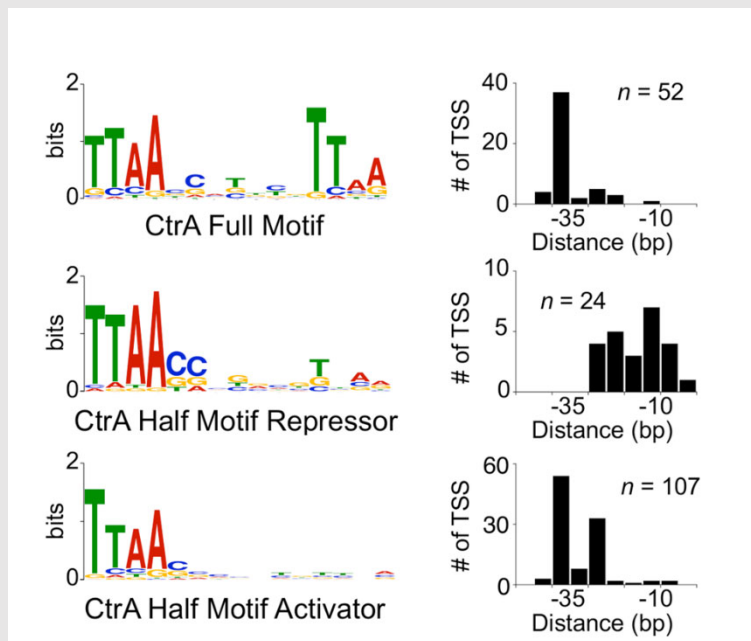 2
bits
0
CtrA Full Motif
40
20
0
# of TSS
n = 52
-35
-10
Distance (bp)
2
bits
0
CtrA Half Motif Repressor
10
5
0
# of TSS
n = 24
-35
-10
Distance (bp)
2
bits
0
CtrA Half Motif Activator
60
30
0
# of TSS
n = 107
-35
-10
Distance (bp)